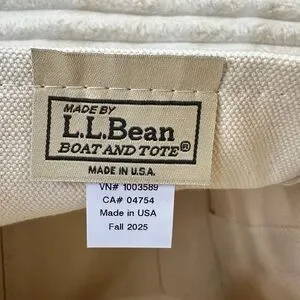 MADE BY
L.L.Bean
BOAT AND TOTE®
MADE IN U.S.A.
VN# 1003589
CA# 04754
Made in USA
Fall 2025